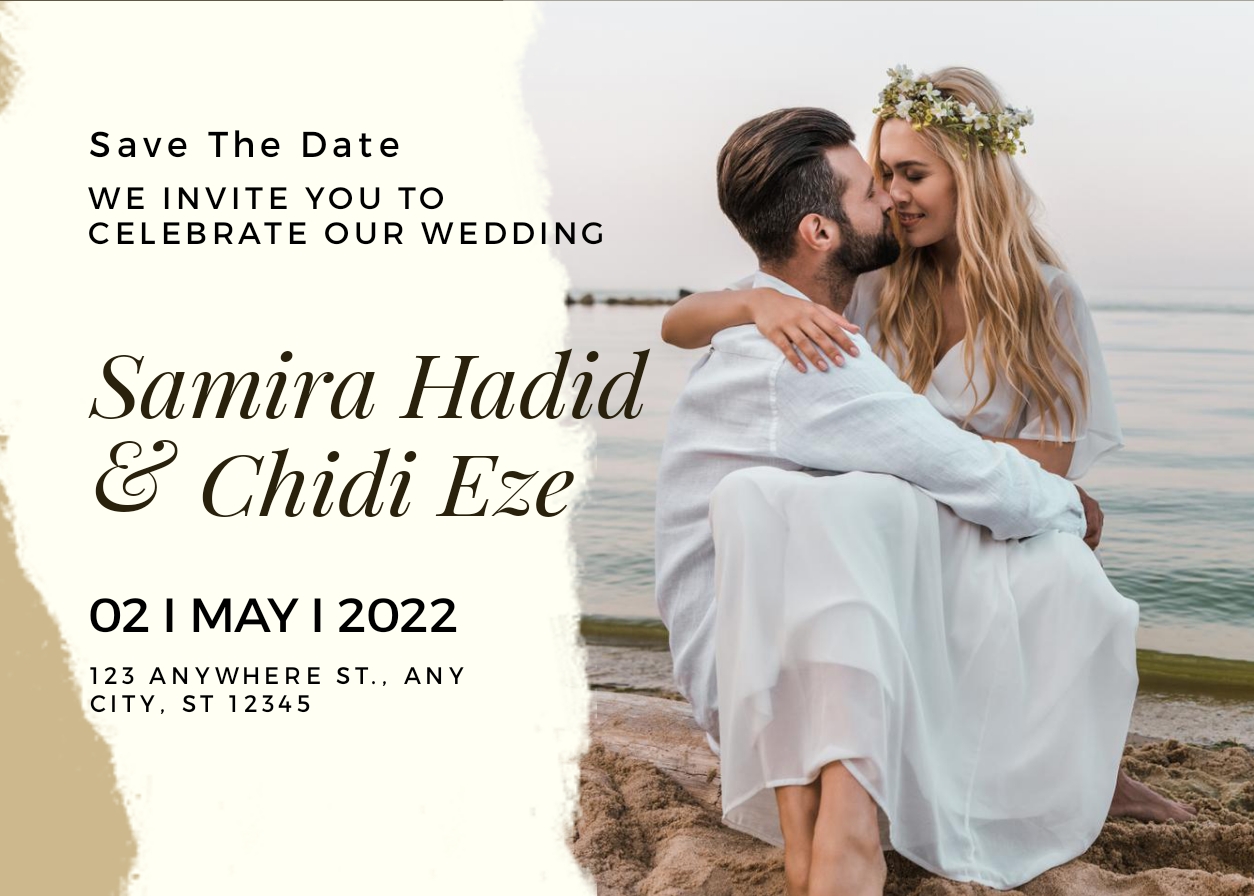 Save The Date
WE INVITE YOU TO
CELEBRATE OUR WEDDING
Samira Hadid
& Chidi Eze
02 I MAY I 2022
123 ANYWHERE ST., ANY
CITY, ST 12345